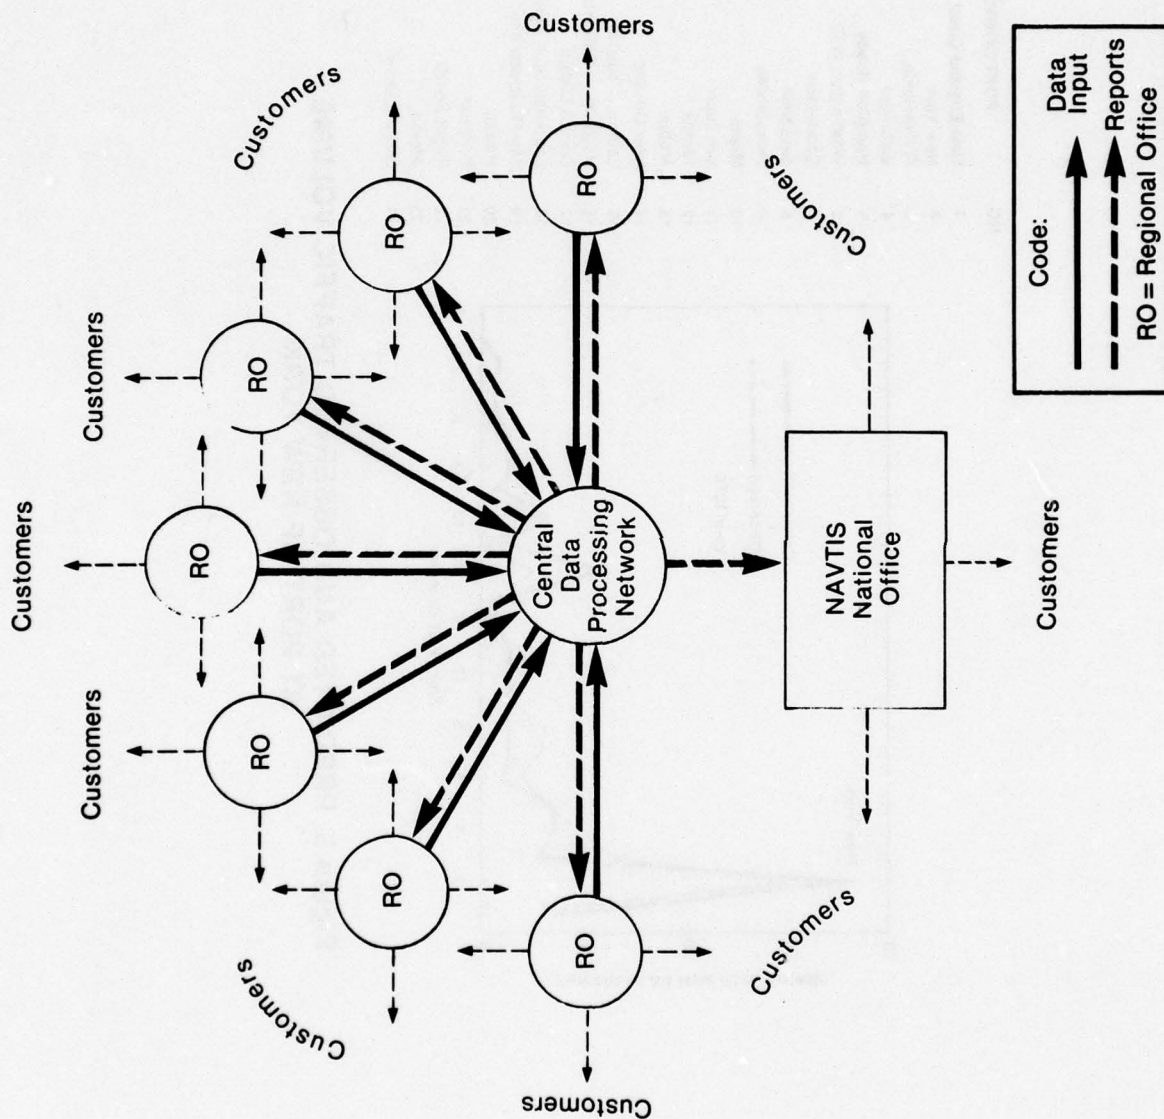 Customers
Customers
Customers
Customers
Customers
Customers
Customers
RO
RO
RO
RO
RO
RO
RO
Central
Data
Processing
Network
Customers
Customers
NAVTIS
National
Office
Customers
Code:
Data
Input
Reports
RO = Regional Office